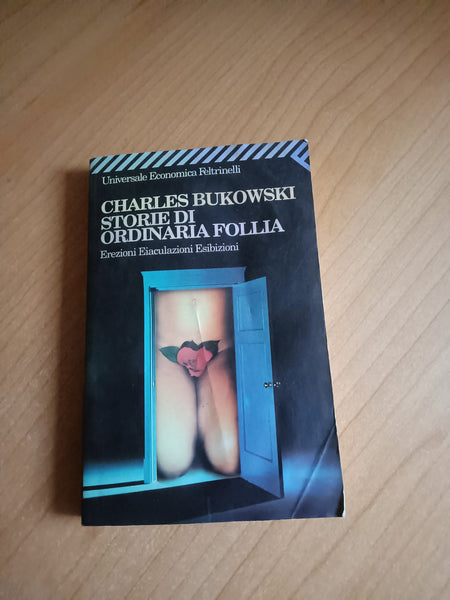 Universale Economica Feltrinelli
CHARLES BUKOWSKI
STORIE DI
ORDINARIA FOLLIA
Erezioni Eiaculazioni Esibizioni